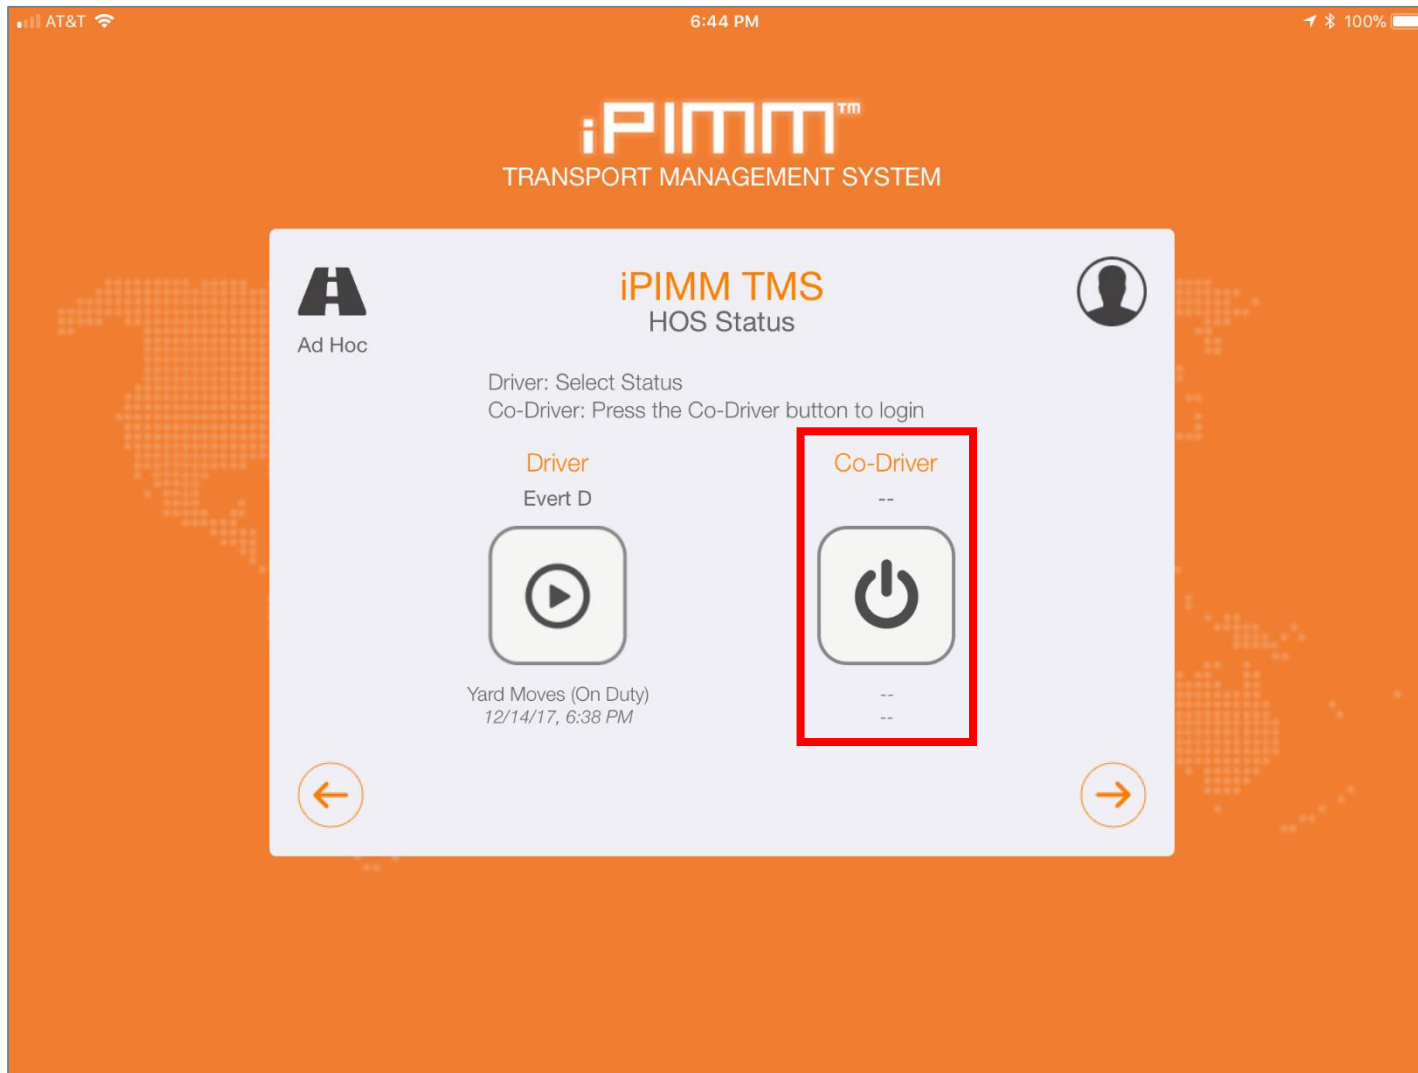 AT&T
6:44 PM
100%
iPIMM™
TRANSPORT MANAGEMENT SYSTEM
iPIMM TMS
HOS Status
Ad Hoc
Driver: Select Status
Co-Driver: Press the Co-Driver button to login
Driver
Co-Driver
Evert D
--
Yard Moves (On Duty)
--
12/14/17, 6:38 PM
--